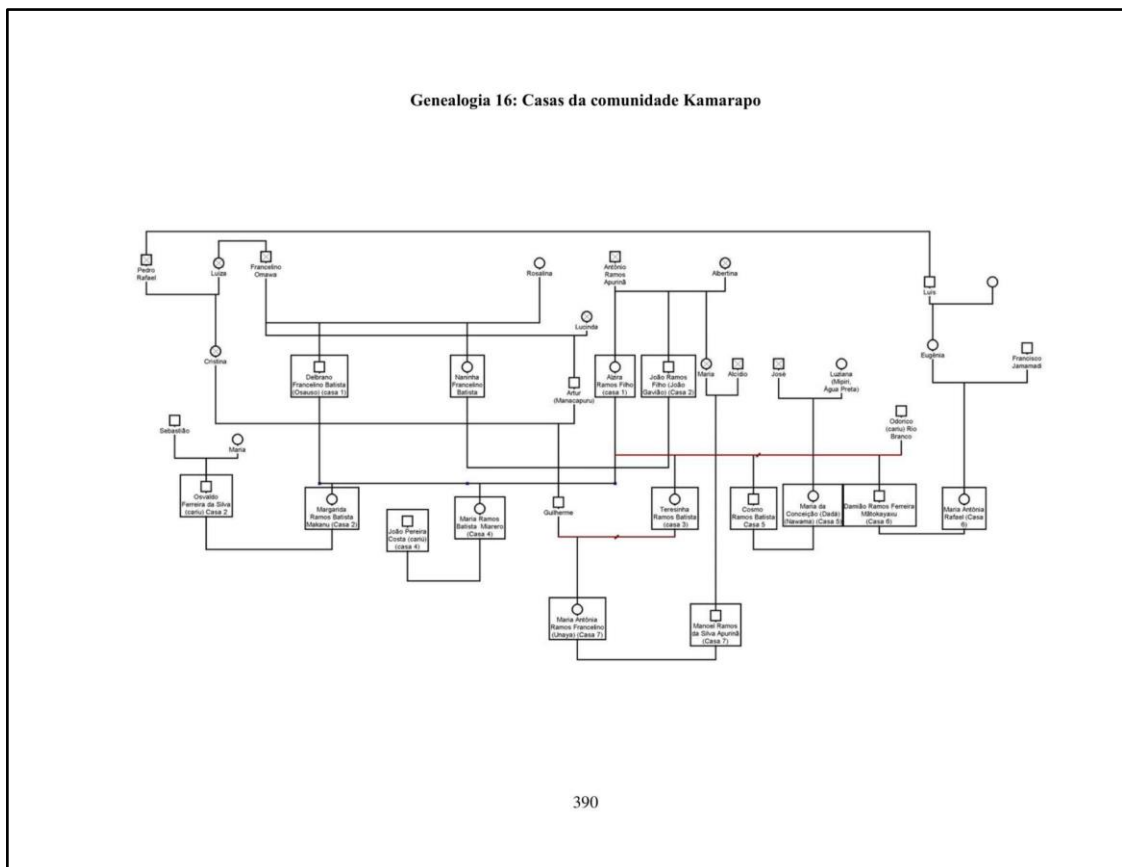 Genealogia 16: Casas da comunidade Kamarapo
Pedro
Rafael
Luiza
Francelino
Omawa
Rosalina
Antônio
Ramos
Apurinã
Albertina
Luis
Lucinda
Cristina
Delbrano
Francelino Batista
(Osauso) (casa 1)
Naninha
Francelino
Batista
Artur
(Manacapuru)
Alzira
Ramos Filho
(casa 1)
João Ramos
Filho (João
Gavião) (Casa 2)
Maria
Alcídio
José
Luziana
(Mipiri,
Água Preta)
Eugênia
Francisco
Jamamadi
Sebastião
Maria
Odorico
(cariu) Rio
Branco
Osvaldo
Ferreira da Silva
(cariu) Casa 2
Margarida
Ramos Batista
Makanu (Casa 2)
João Pereira
Costa (cariú)
(casa 4)
Maria Ramos
Batista Miarero
(Casa 4)
Guilherme
Teresinha
Ramos Batista
(casa 3)
Cosmo
Ramos Batista
Casa 5
Maria da
Conceição (Dadá)
(Nawama) (Casa 5)
Damião Ramos Ferreira
(Casa 6)
Maria Antônia
Rafael (Casa
6)
Maria Antônia
Ramos Francelino
(Unaya) (Casa 7)
Manoel Ramos
da Silva Apurinã
(Casa 7)
390